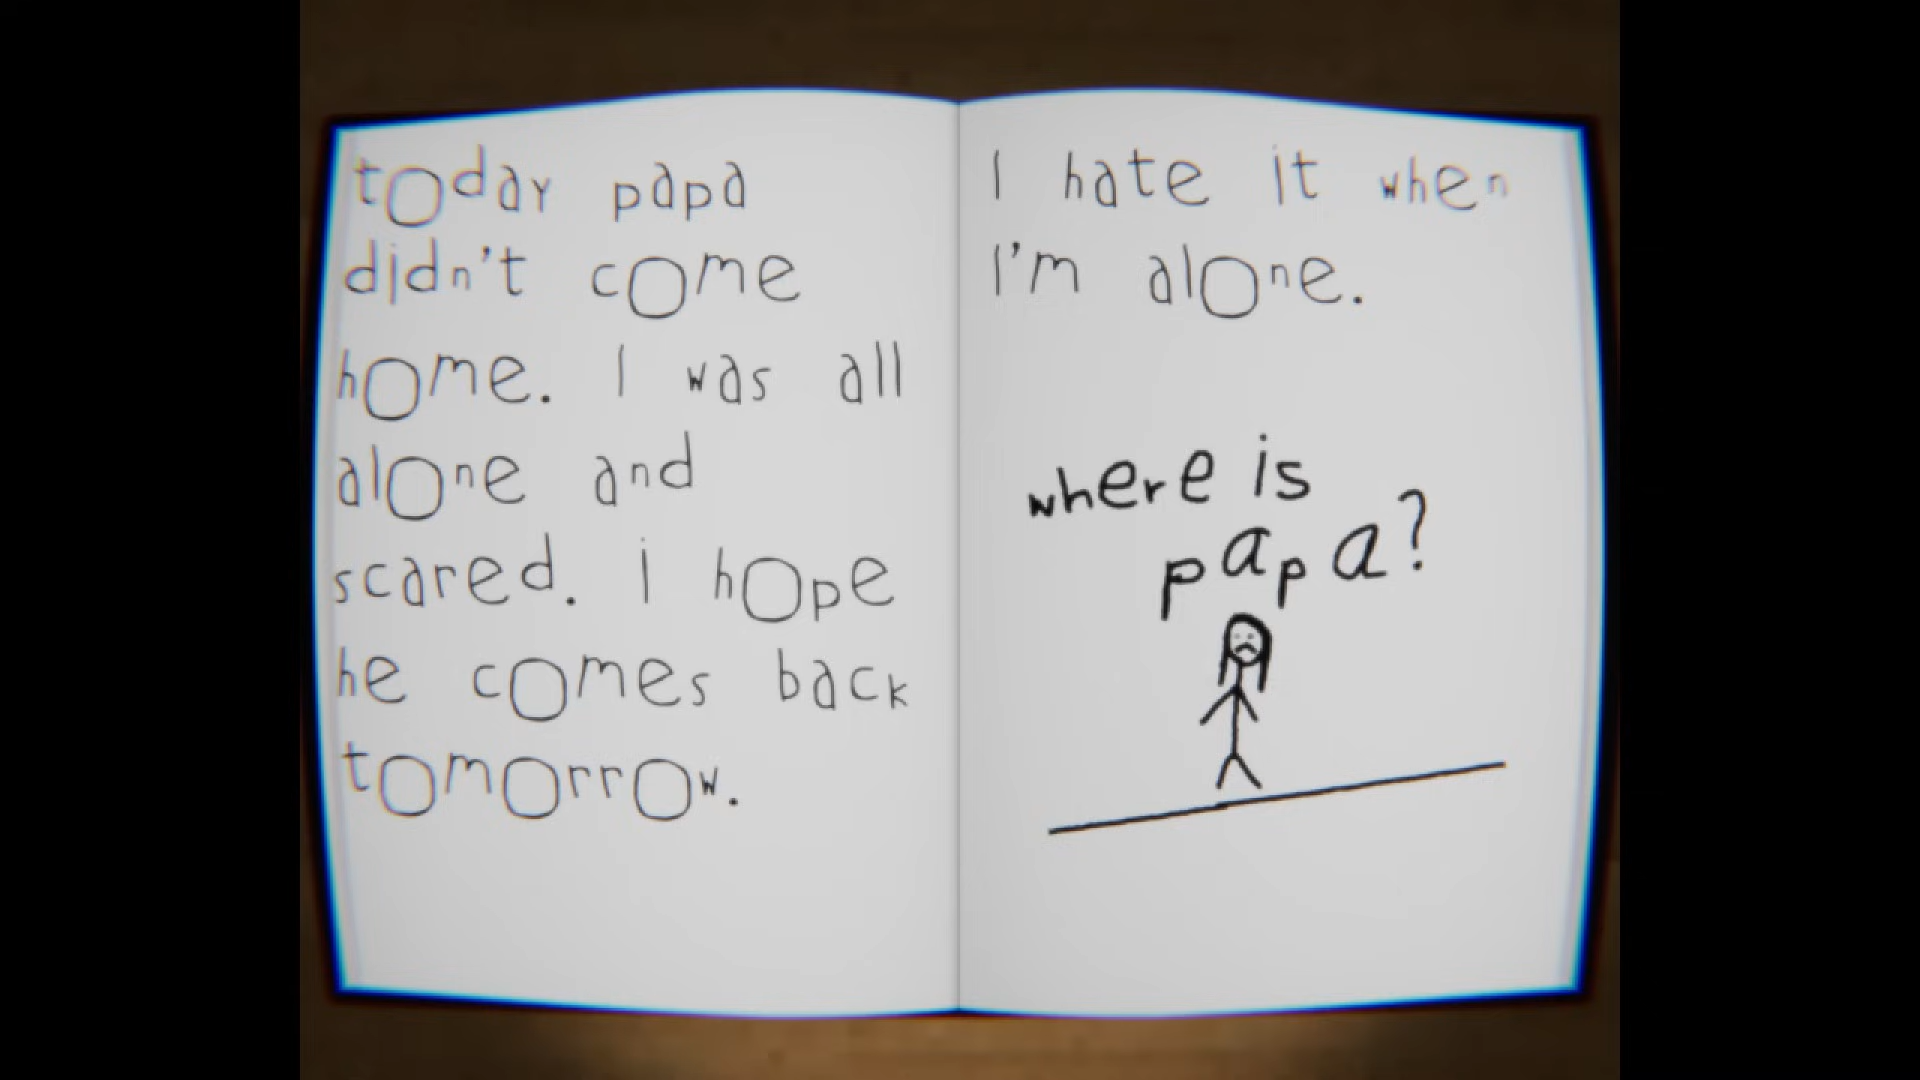 today papa
didn't come
home. I was all
alone and
scared. I hope
he comes back
tomorrow.
I hate it when
I'm alone.
where is
papa?